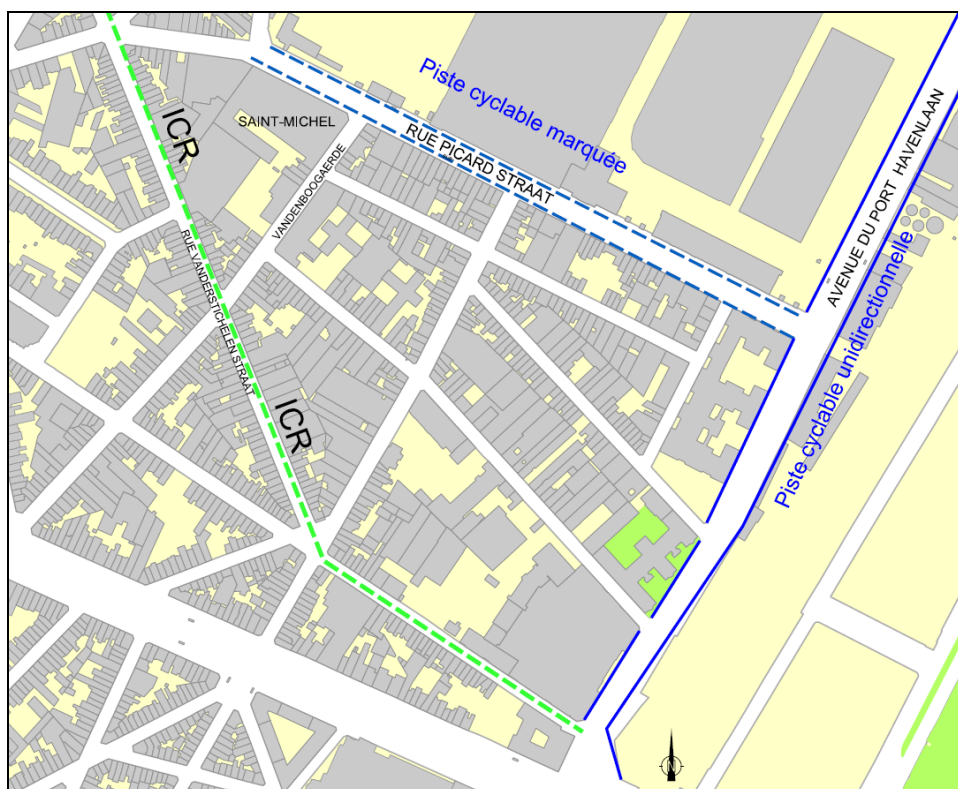 Piste cyclable marquée
ICR
SAINT-MICHEL
RUE PICARD STRAAT
AVENUE DU PORT HAVENLAAN
VANDENBOOGAERDE
RUE VANDERSTICHELEN STRAAT
Piste cyclable unidirectionnelle
ICR
N